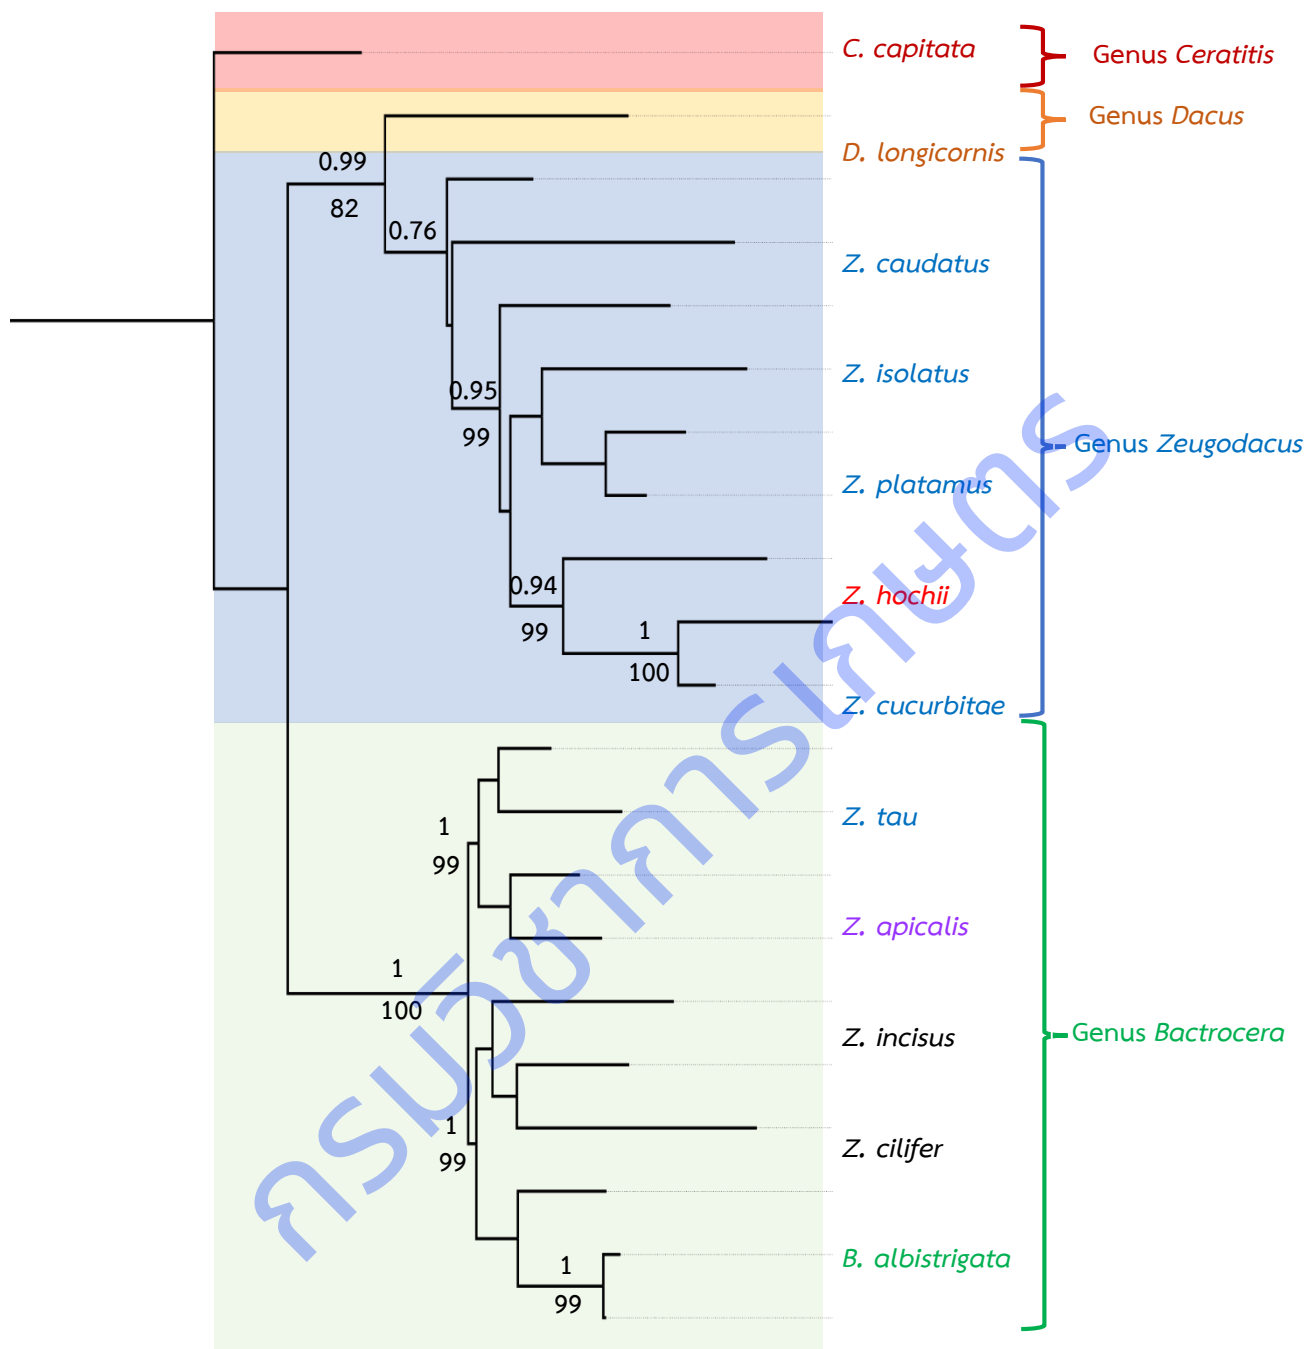 C. capitata
Genus Ceratitis
Genus Dacus
D. longicornis
0.99
82
0.76
Z. caudatus
Z. isolatus
0.95
99
Genus Zeugodacus
Z. platamus
0.94
99
Z. hochii
1
100
Z. cucurbitae
Z. tau
1
99
Z. apicalis
1
100
Z. incisus
Genus Bactrocera
1
99
Z. cilifer
B. albistrigata
1
99
กรมวิชาการเกษตร